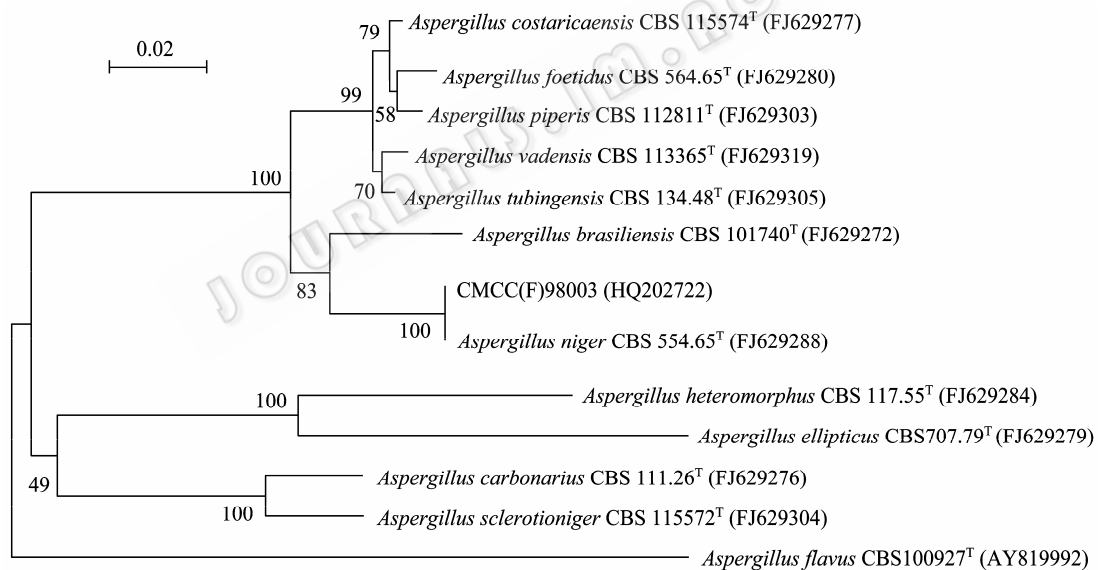 Aspergillus costaricaensis CBS 115574ᵀ (FJ629277)
79
0.02
Aspergillus foetidus CBS 564.65ᵀ (FJ629280)
99
58
Aspergillus piperis CBS 112811ᵀ (FJ629303)
Aspergillus vadensis CBS 113365ᵀ (FJ629319)
100
70
Aspergillus tubingensis CBS 134.48ᵀ (FJ629305)
Aspergillus brasiliensis CBS 101740ᵀ (FJ629272)
83
CMCC(F)98003 (HQ202722)
100
Aspergillus niger CBS 554.65ᵀ (FJ629288)
Aspergillus heteromorphus CBS 117.55ᵀ (FJ629284)
100
Aspergillus ellipticus CBS707.79ᵀ (FJ629279)
Aspergillus carbonarius CBS 111.26ᵀ (FJ629276)
49
100
Aspergillus sclerotioniger CBS 115572ᵀ (FJ629304)
Aspergillus flavus CBS100927ᵀ (AY819992)